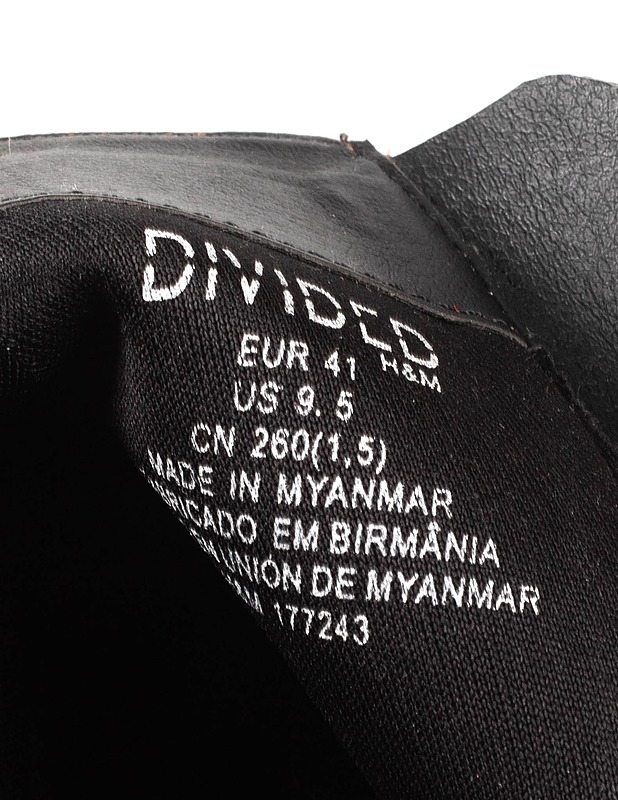 DIVIDED
H&M
EUR 41
US 9.5
CN 260(1,5)
MADE IN MYANMAR
EM BIRMÂNIA
UNION DE MYANMAR
177243